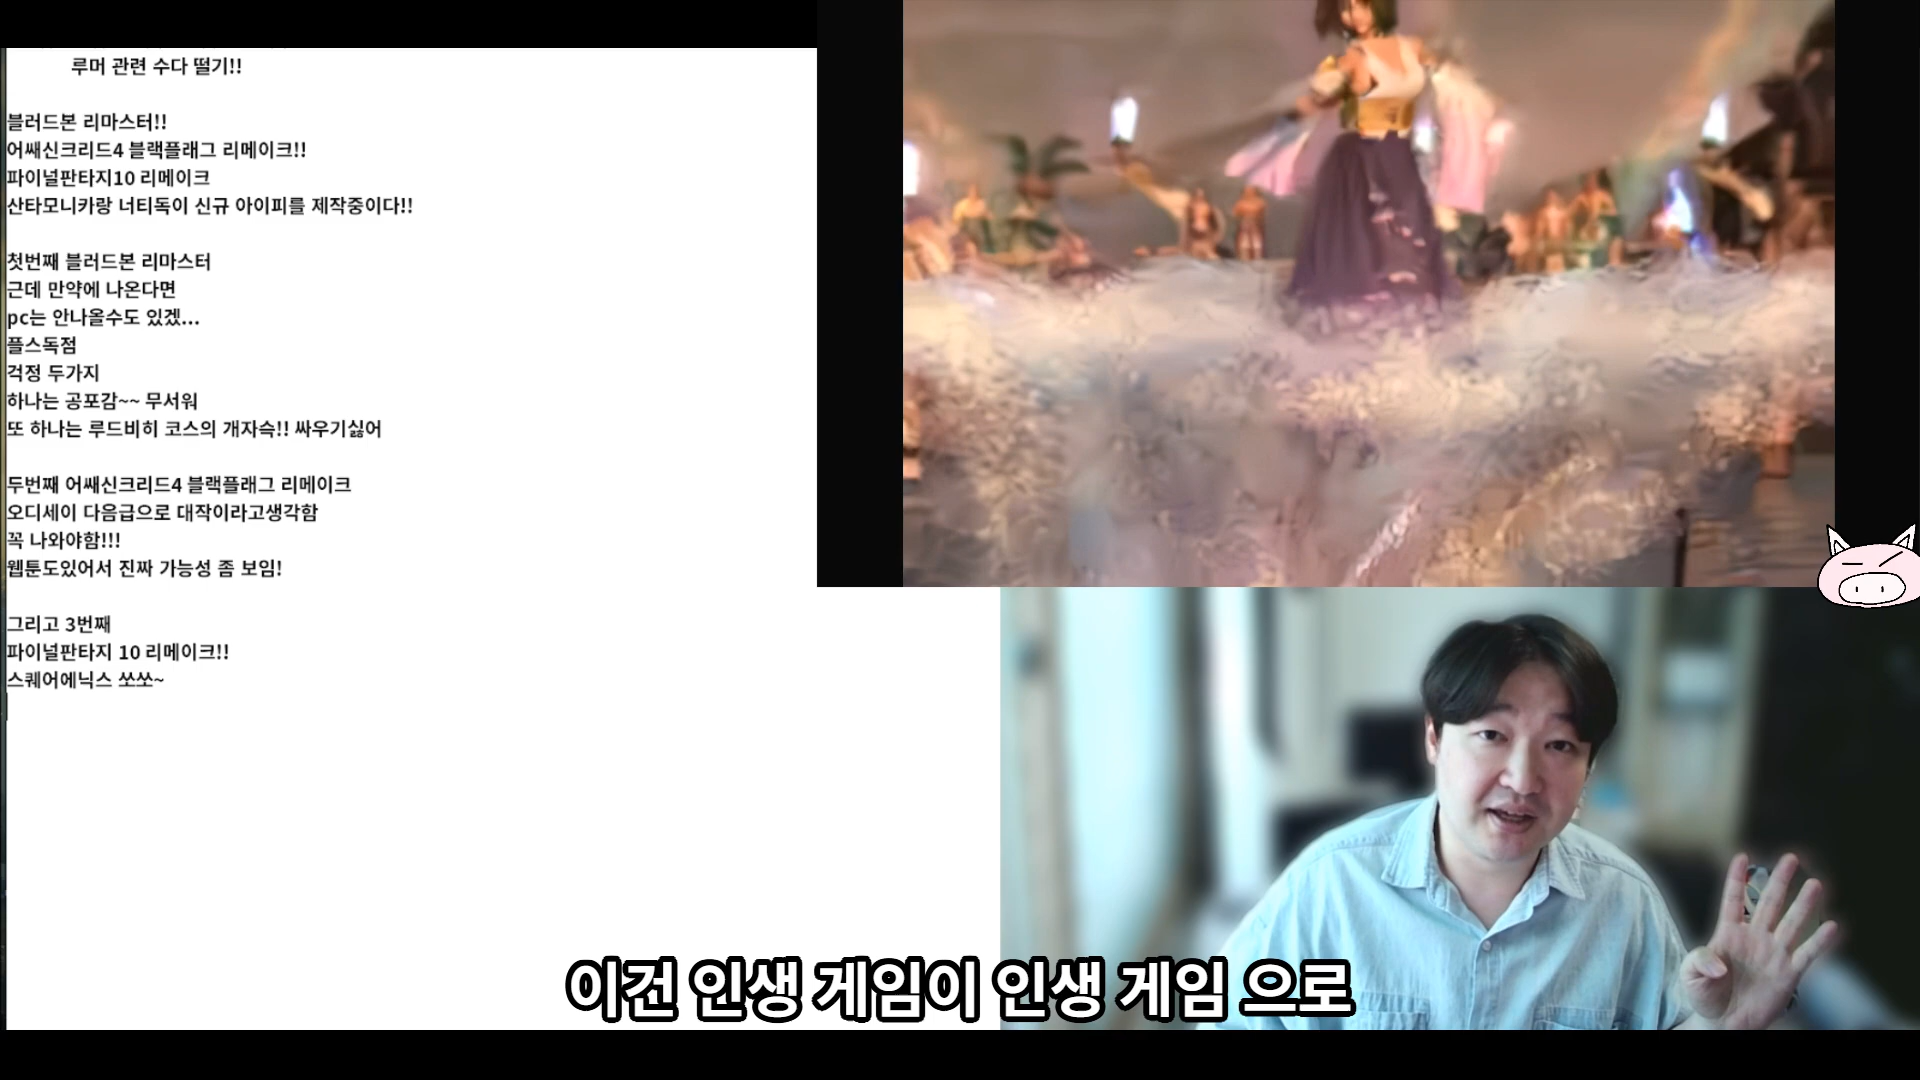 루머 관련 수다 떨기!!
블러드본 리마스터!!
어쌔신크리드4 블랙플래그 리메이크!!
파이널판타지10 리메이크
산타모니카랑 너티독이 신규 아이피를 제작중이다!!
첫번째 블러드본 리마스터
근데 만약에 나온다면
pc는 안나올수도 있겠...
플스독점
걱정 두가지
하나는 공포감~~ 무서워
또 하나는 루드비히 코스의 개자슥!! 싸우기싫어
두번째 어쌔신크리드4 블랙플래그 리메이크
오디세이 다음급으로 대작이라고생각함
꼭 나와야함!!!
웹툰도있어서 진짜 가능성 좀 보임!
그리고 3번째
파이널판타지 10 리메이크!!
스퀘어에닉스 쏘쏘~
이건 인생 게임이 인생 게임 으로